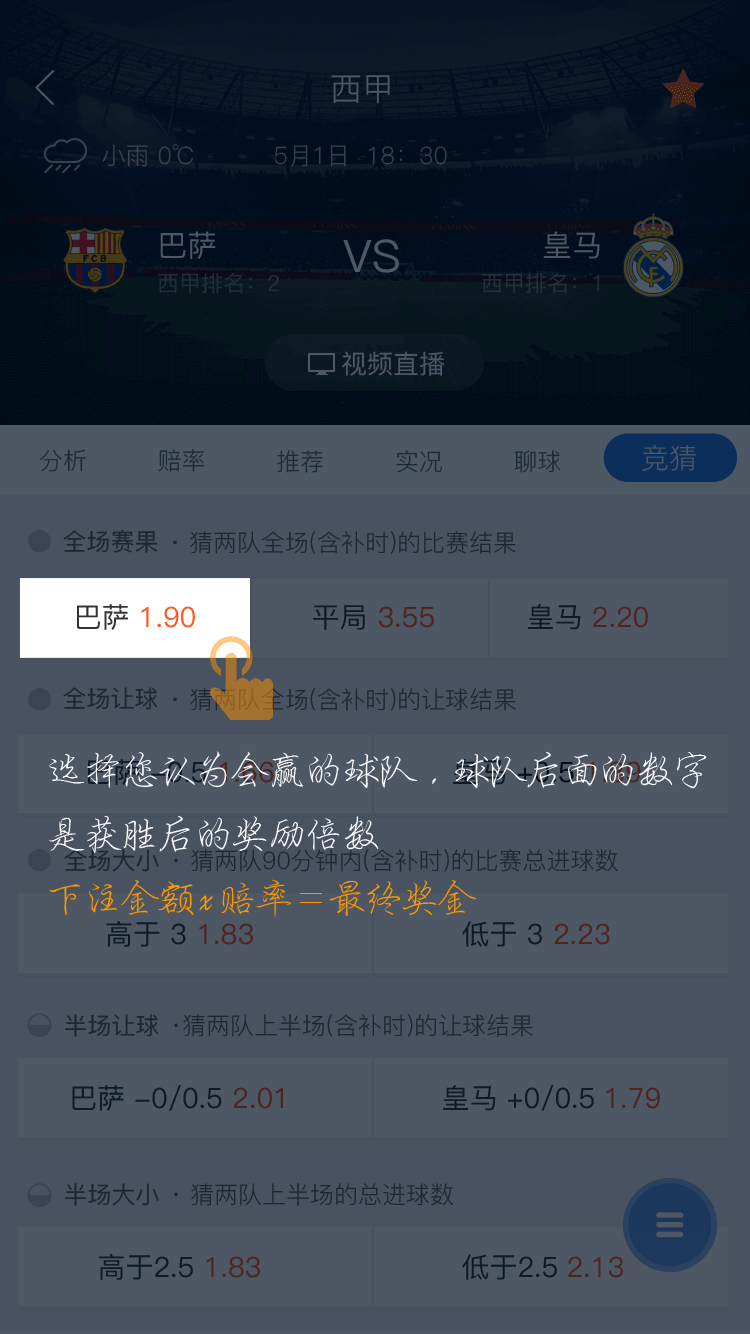 西甲
小雨 0℃ 5月1日 18：30
巴萨 VS 皇马
西甲排名：2 西甲排名：1
FCB
视频直播
分析 赔率 推荐 实况 聊球 竞猜
全场赛果 · 猜两队全场(含补时)的比赛结果
巴萨 1.90 平局 3.55 皇马 2.20
全场让球 · 猜两队全场(含补时)的让球结果
选择您认为会赢的球队，球队后面的数字
是获胜后的奖励倍数
全场大小 · 猜两队90分钟内(含补时)的比赛总进球数
下注金额x赔率＝最终奖金
高于 3 1.83 低于 3 2.23
半场让球 ·猜两队上半场(含补时)的让球结果
巴萨 -0/0.5 2.01 皇马 +0/0.5 1.79
半场大小 · 猜两队上半场的总进球数
高于2.5 1.83 低于2.5 2.13